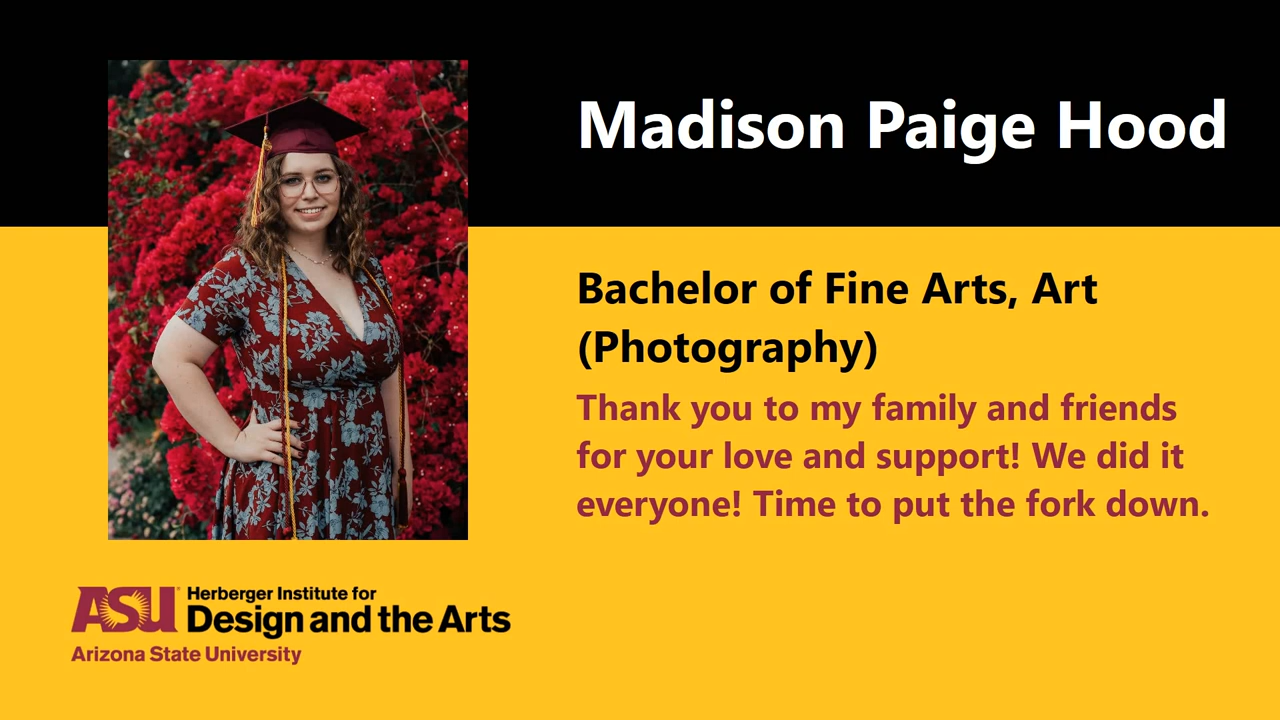 Madison Paige Hood
Bachelor of Fine Arts, Art
(Photography)
Thank you to my family and friends
for your love and support! We did it
everyone! Time to put the fork down.
ASU Herberger Institute for
Design and the Arts
Arizona State University